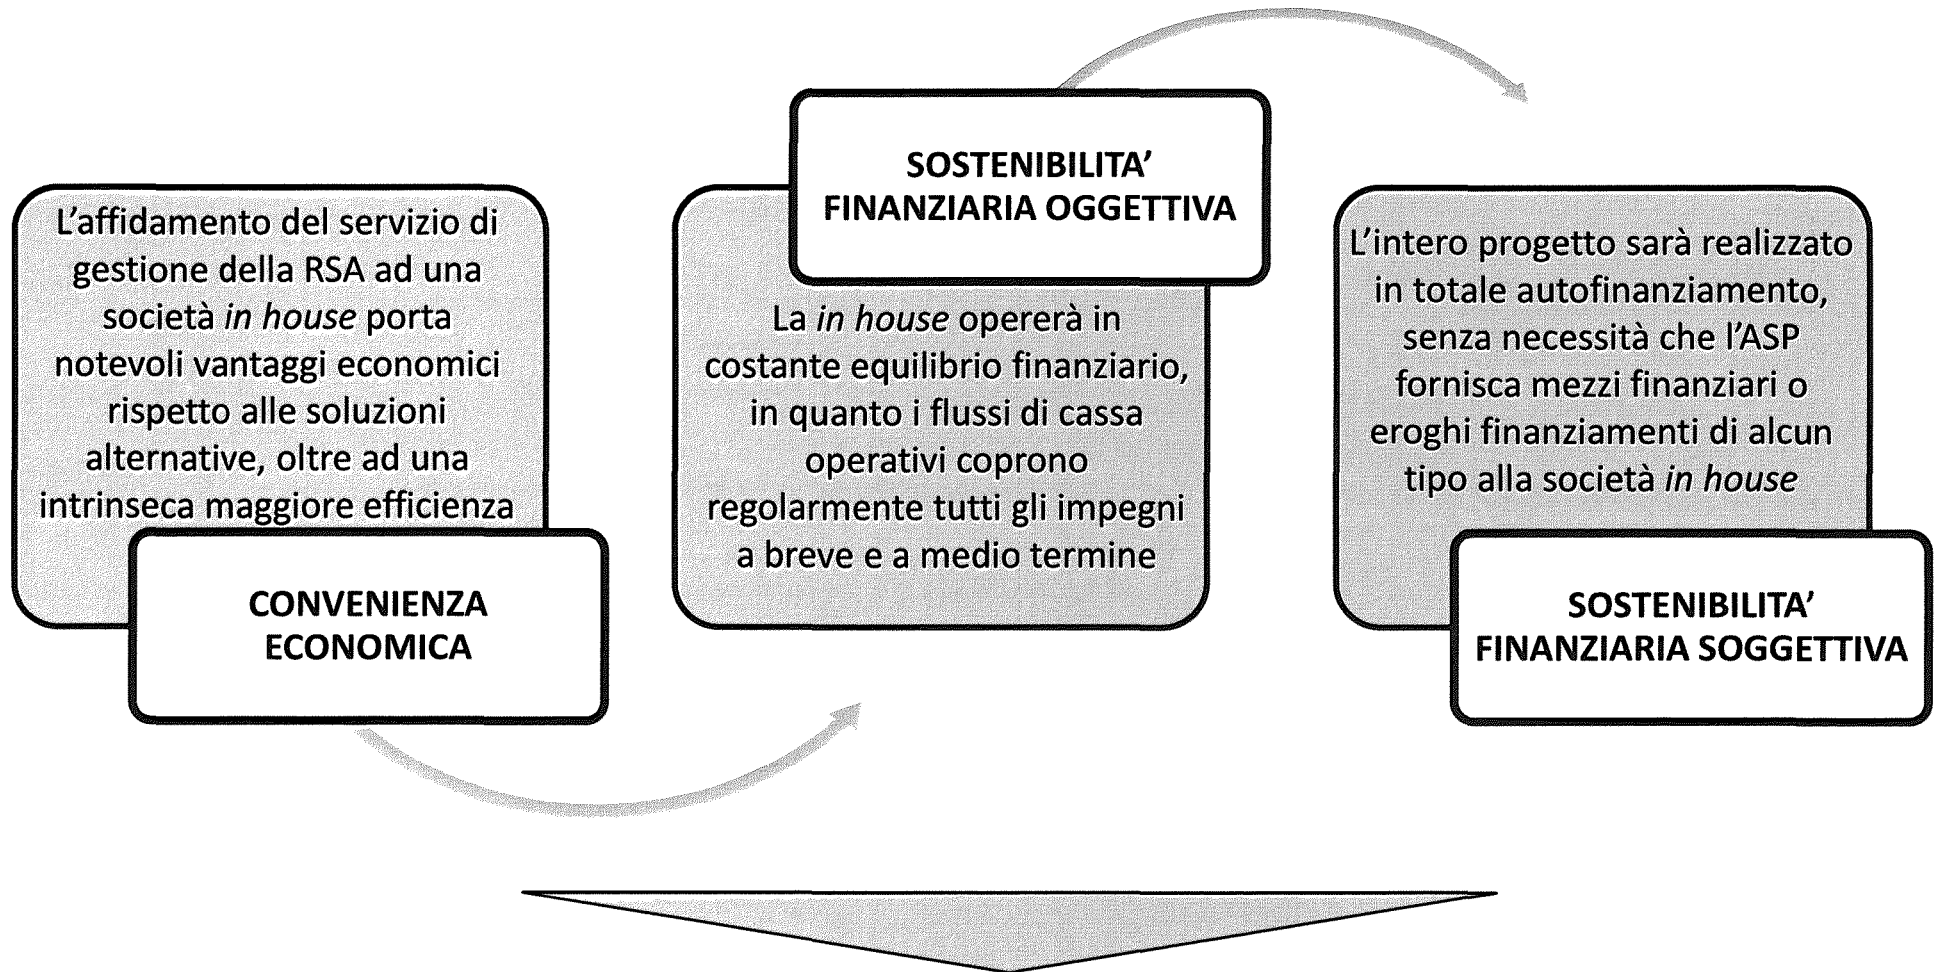 L’affidamento del servizio di
gestione della RSA ad una
società in house porta
notevoli vantaggi economici
rispetto alle soluzioni
alternative, oltre ad una
intrinseca maggiore efficienza
CONVENIENZA
ECONOMICA
SOSTENIBILITA’
FINANZIARIA OGGETTIVA
La in house opererà in
costante equilibrio finanziario,
in quanto i flussi di cassa
operativi coprono
regolarmente tutti gli impegni
a breve e a medio termine
L’intero progetto sarà realizzato
in totale autofinanziamento,
senza necessità che l’ASP
fornisca mezzi finanziari o
eroghi finanziamenti di alcun
tipo alla società in house
SOSTENIBILITA’
FINANZIARIA SOGGETTIVA